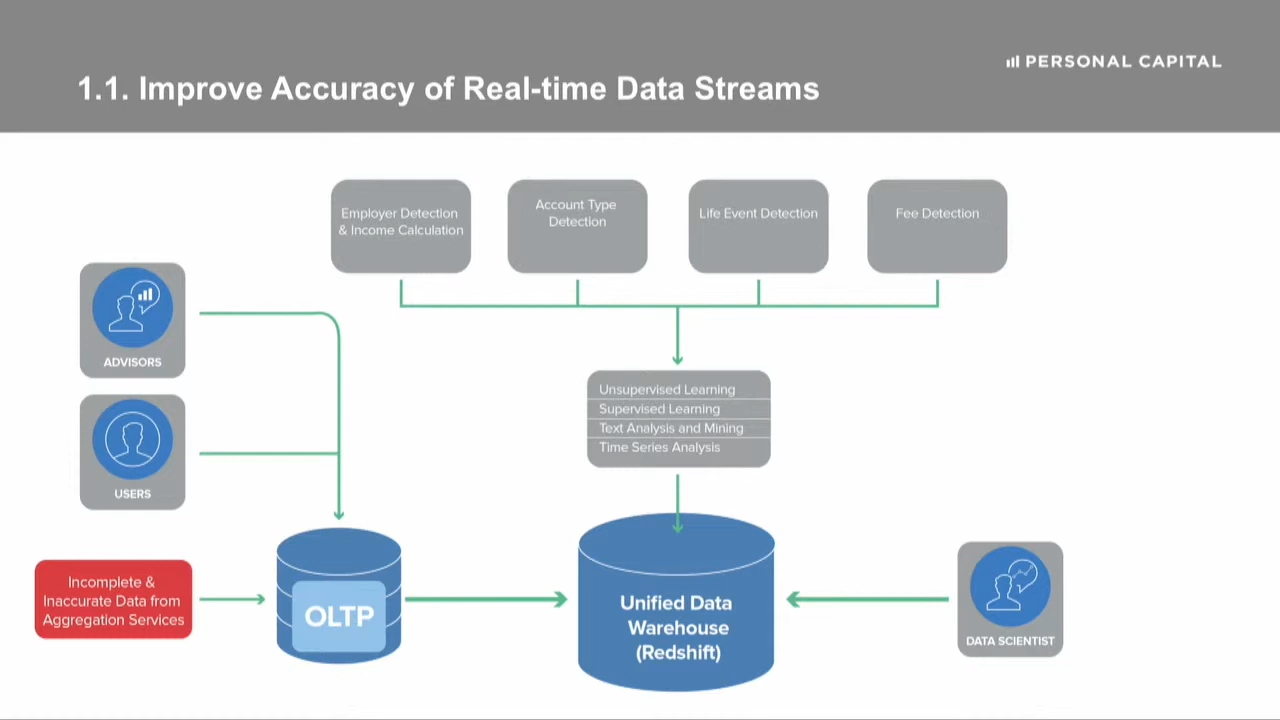 PERSONAL CAPITAL
1.1. Improve Accuracy of Real-time Data Streams
Employer Detection
& Income Calculation
Account Type
Detection
Life Event Detection
Fee Detection
ADVISORS
USERS
Unsupervised Learning
Supervised Learning
Text Analysis and Mining
Time Series Analysis
Incomplete &
Inaccurate Data from
Aggregation Services
OLTP
Unified Data
Warehouse
(Redshift)
DATA SCIENTIST